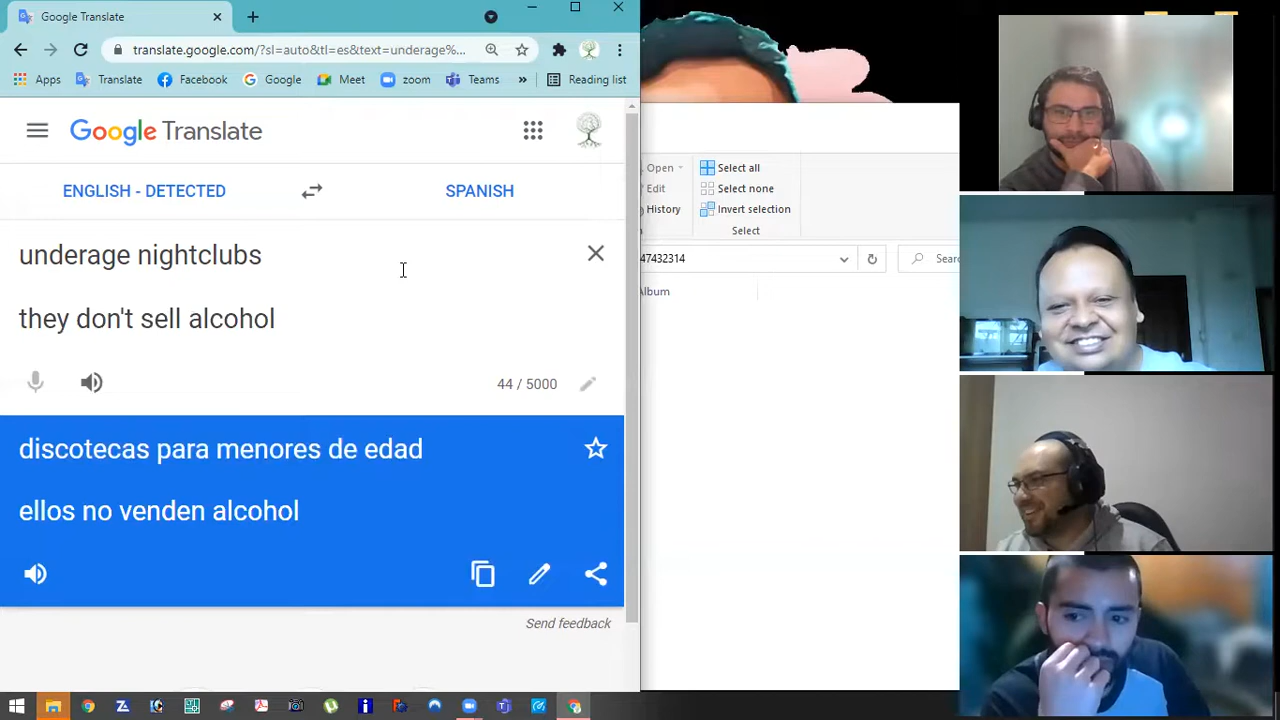 Google Translate
translate.google.com/?sl=auto&tl=es&text=underage%...
Apps Translate Facebook Google Meet zoom Teams » Reading list
Google Translate
ENGLISH - DETECTED SPANISH
underage nightclubs
they don't sell alcohol
44 / 5000
discotecas para menores de edad
ellos no venden alcohol
Send feedback
Open Select all
Edit Select none
History Invert selection
Select
47432314
Sear
Album